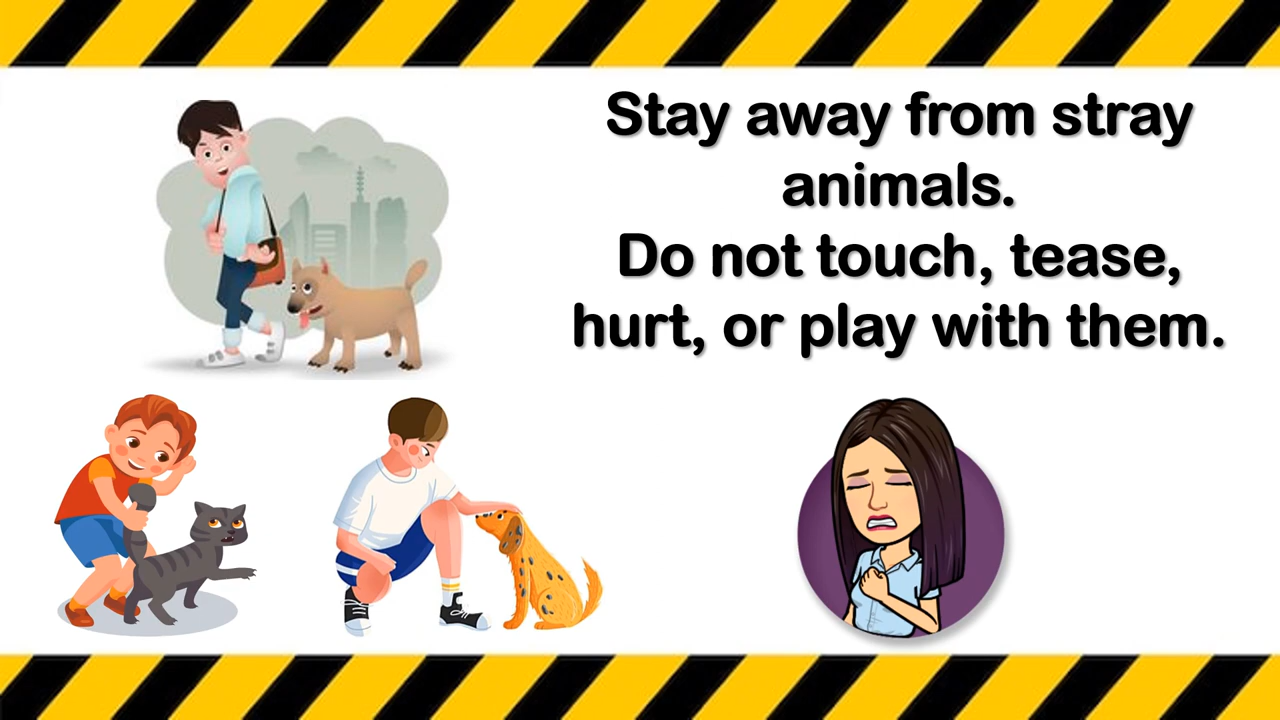 Stay away from stray
animals.
Do not touch, tease,
hurt, or play with them.